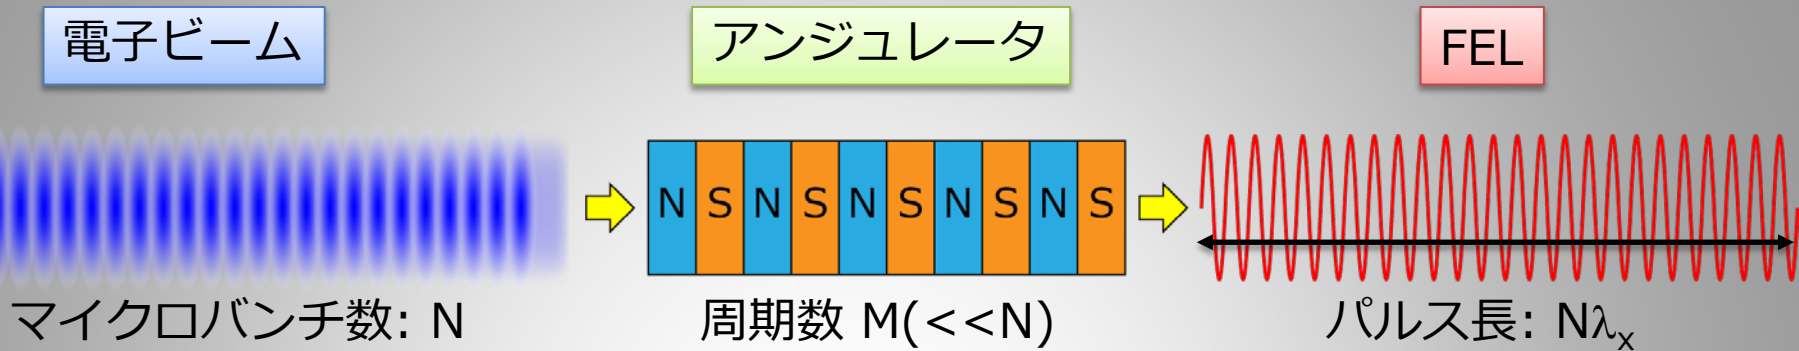 電子ビーム
アンジュレータ
FEL
N S N S N S N S N S
マイクロバンチ数: N
周期数 M(<<N)
パルス長: Nλx